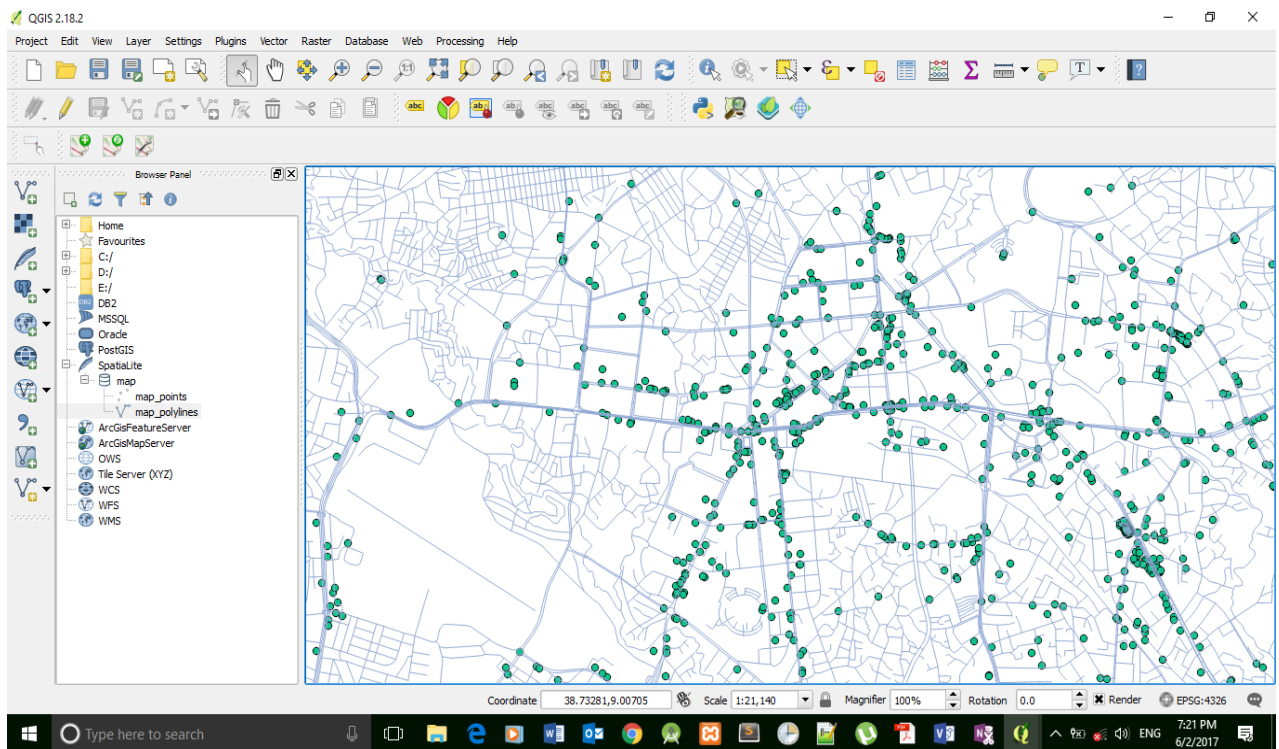 QGIS 2.18.2
Project Edit View Layer Settings Plugins Vector Raster Database Web Processing Help
Browser Panel
Home
Favourites
C:/
D:/
E:/
DB2
MSSQL
Oracle
PostGIS
SpatiaLite
map
map_points
map_polylines
ArcGisFeatureServer
ArcGisMapServer
OWS
Tile Server (XYZ)
WCS
WFS
WMS
Coordinate 38.73281,9.00705 Scale 1:21,140 Magnifier 100% Rotation 0.0 Render EPSG:4326
Type here to search
ENG
7:21 PM
6/2/2017